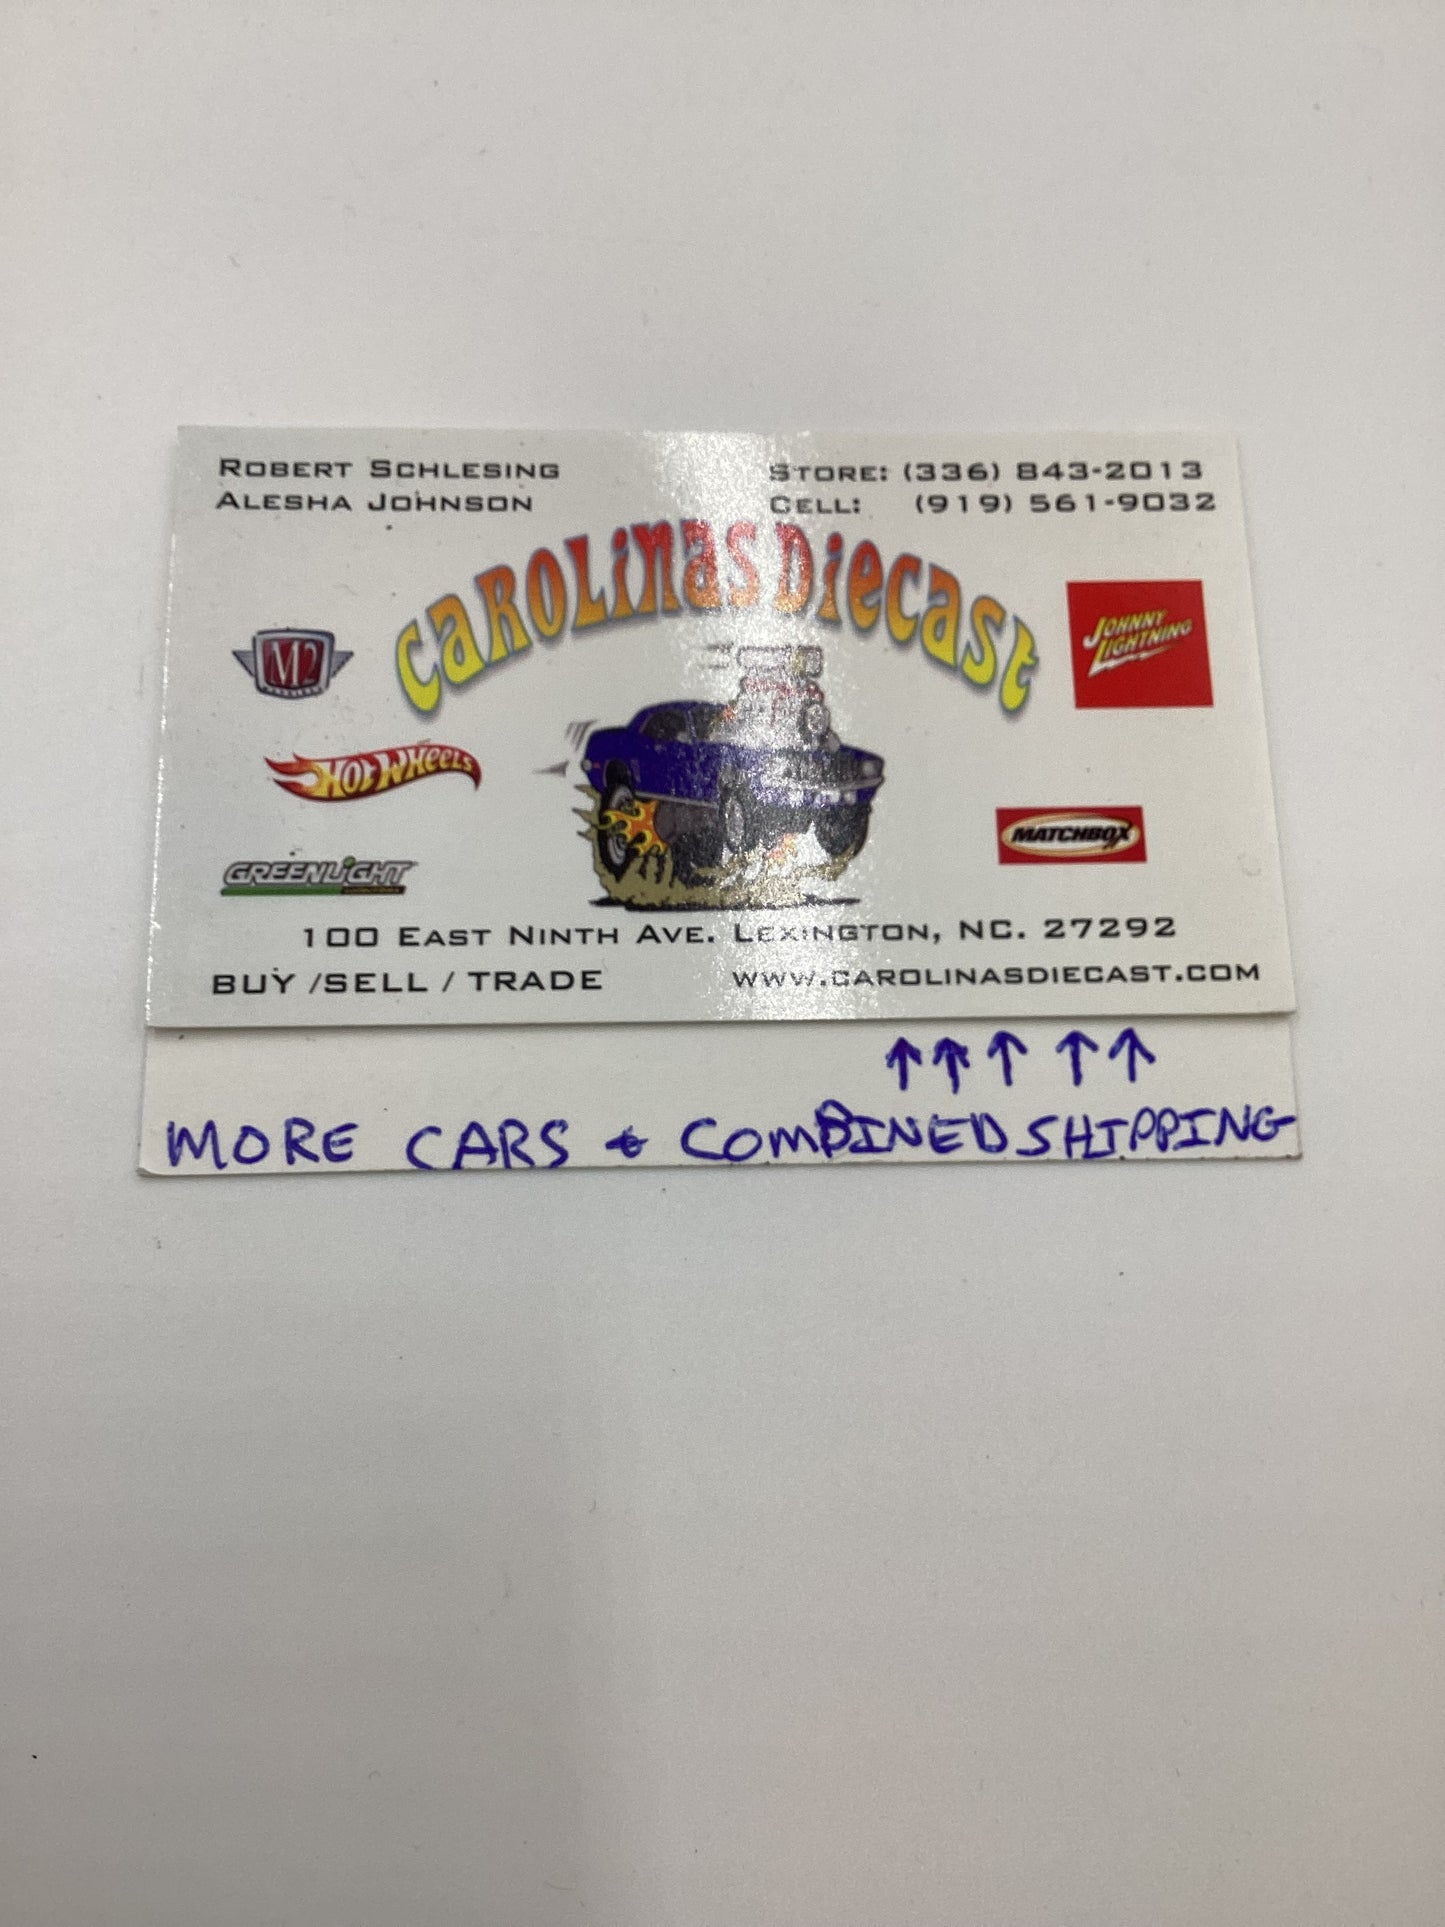 ROBERT SCHLESING
ALESHA JOHNSON
STORE: (336) 843-2013
CELL: (919) 561-9032
CAROLINAS DIECAST
M2
JOHNNY
LIGHTNING
HOT WHEELS
MATCHBOX
GREENLIGHT
100 EAST NINTH AVE. LEXINGTON, NC. 27292
BUY /SELL / TRADE
WWW.CAROLINASDIECAST.COM
↑↑↑ ↑↑
MORE CARS & COMBINED SHIPPING